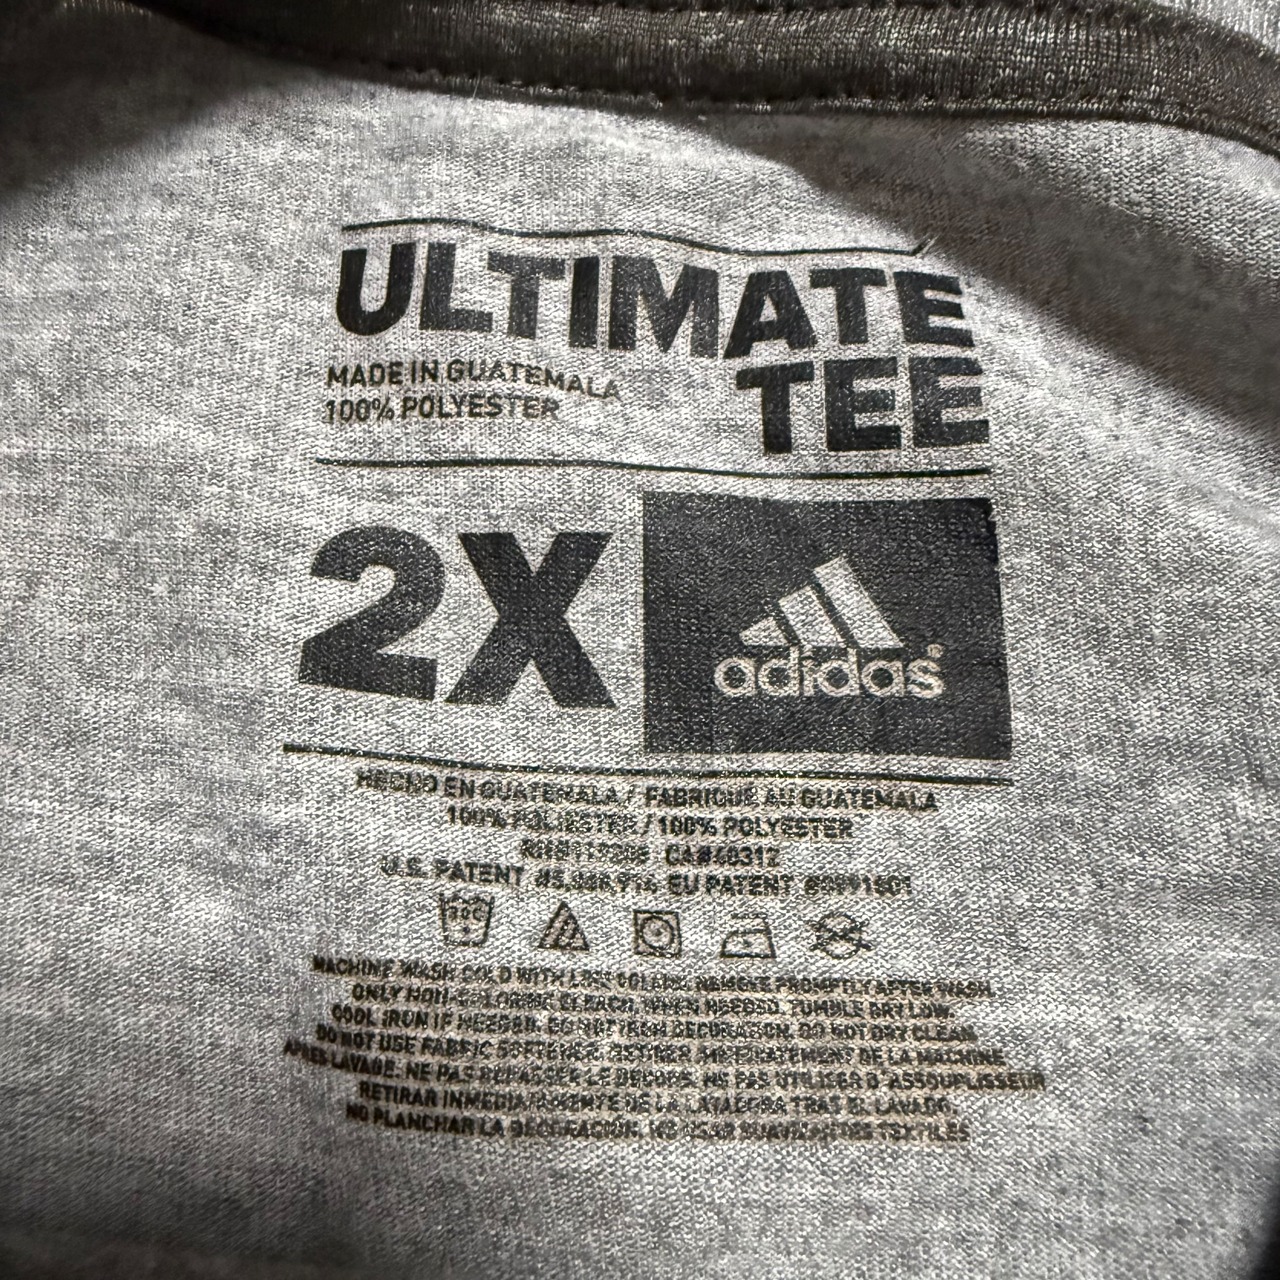 ULTIMATE
TEE
MADE IN GUATEMALA
100% POLYESTER
2X
adidas®
HECHO EN GUATEMALA / FABRIQUE AU GUATEMALA
100% POLIESTER / 100% POLYESTER
CA#40312
U.S. PATENT EU PATENT
30C
MACHINE WASH COLD WITH LIKE COLORS. REMOVE PROMPTLY AFTER WASH.
ONLY NON-CHLORINE BLEACH, WHEN NEEDED. TUMBLE DRY LOW.
COOL IRON IF NEEDED. DO NOT IRON DECORATION. DO NOT DRY CLEAN.
DO NOT USE FABRIC SOFTENER. RETIRER IMMEDIATEMENT DE LA MACHINE
APRES LAVAGE. NE PAS REPASSER LE DECORS. NE PAS UTILISER D'ASSOUPLISSEUR
RETIRAR INMEDIATAMENTE DE LA LAVADORA TRAS EL LAVADO.
NO PLANCHAR LA DECORACION. NO USAR SUAVIZANTES TEXTILES